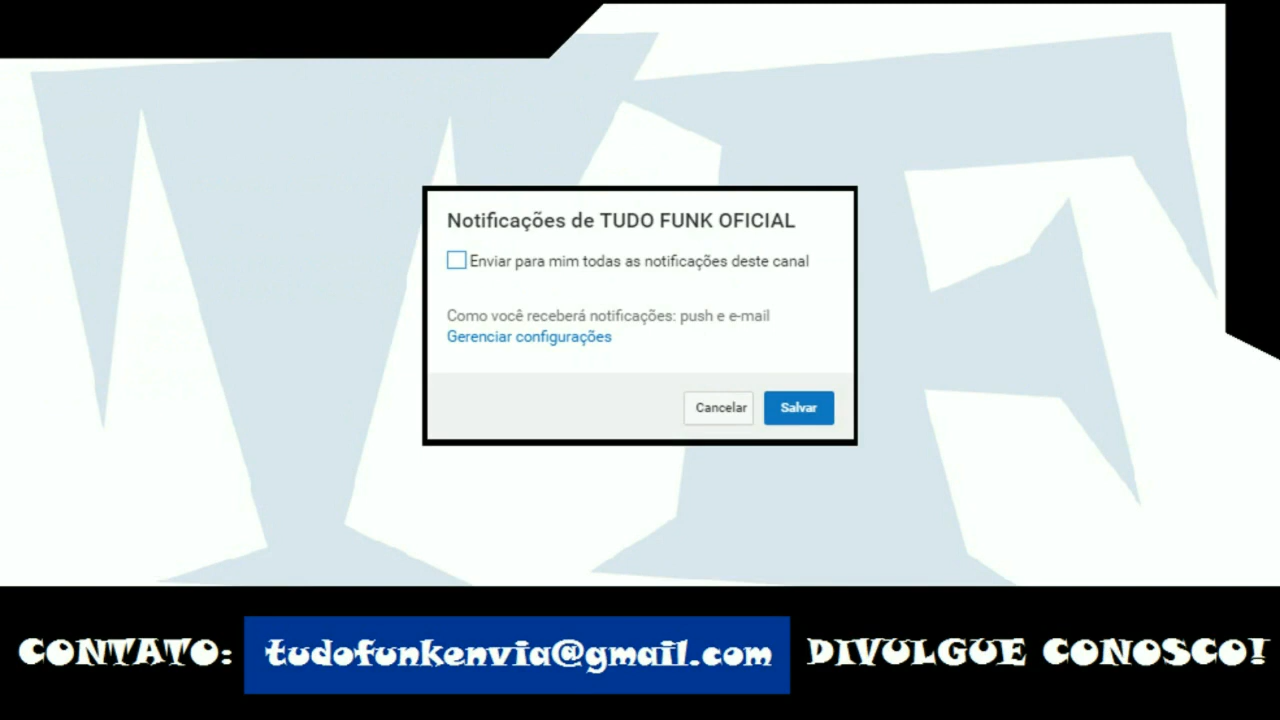 Notificações de TUDO FUNK OFICIAL
Enviar para mim todas as notificações deste canal
Como você receberá notificações: push e e-mail
Gerenciar configurações
Cancelar
Salvar
CONTATO: tudofunkenvia@gmail.com DIVULGUE CONOSCO!